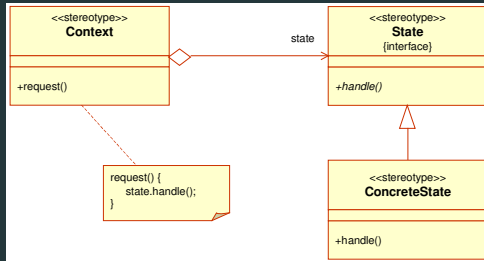 <<stereotype>>
Context
+request()
state
<<stereotype>>
State
{interface}
+handle()
request() {
state.handle();
}
<<stereotype>>
ConcreteState
+handle()